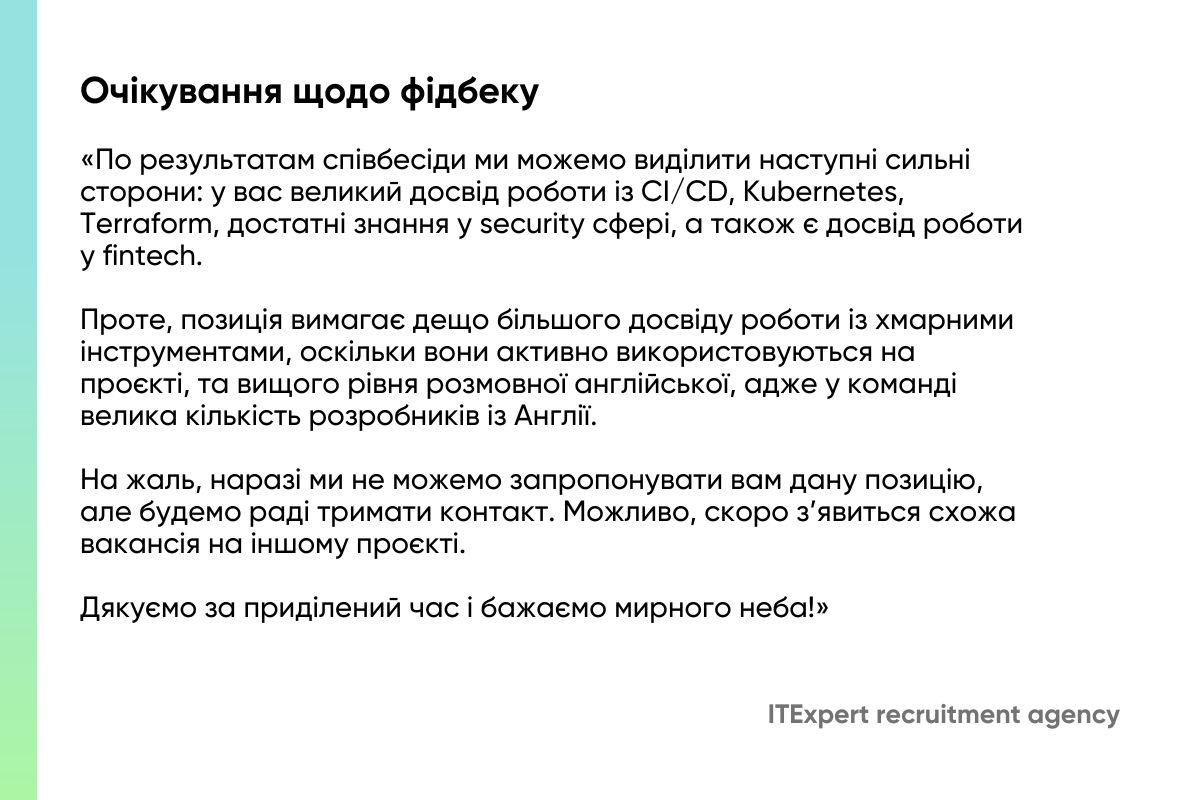 Очікування щодо фідбеку
«По результатам співбесіди ми можемо виділити наступні сильні
сторони: у вас великий досвід роботи із CI/CD, Kubernetes,
Terraform, достатні знання у security сфері, а також є досвід роботи
у fintech.
Проте, позиція вимагає дещо більшого досвіду роботи із хмарними
інструментами, оскільки вони активно використовуються на
проєкті, та вищого рівня розмовної англійської, адже у команді
велика кількість розробників із Англії.
На жаль, наразі ми не можемо запропонувати вам дану позицію,
але будемо раді тримати контакт. Можливо, скоро з’явиться схожа
вакансія на іншому проєкті.
Дякуємо за приділений час і бажаємо мирного неба!»
ITExpert recruitment agency